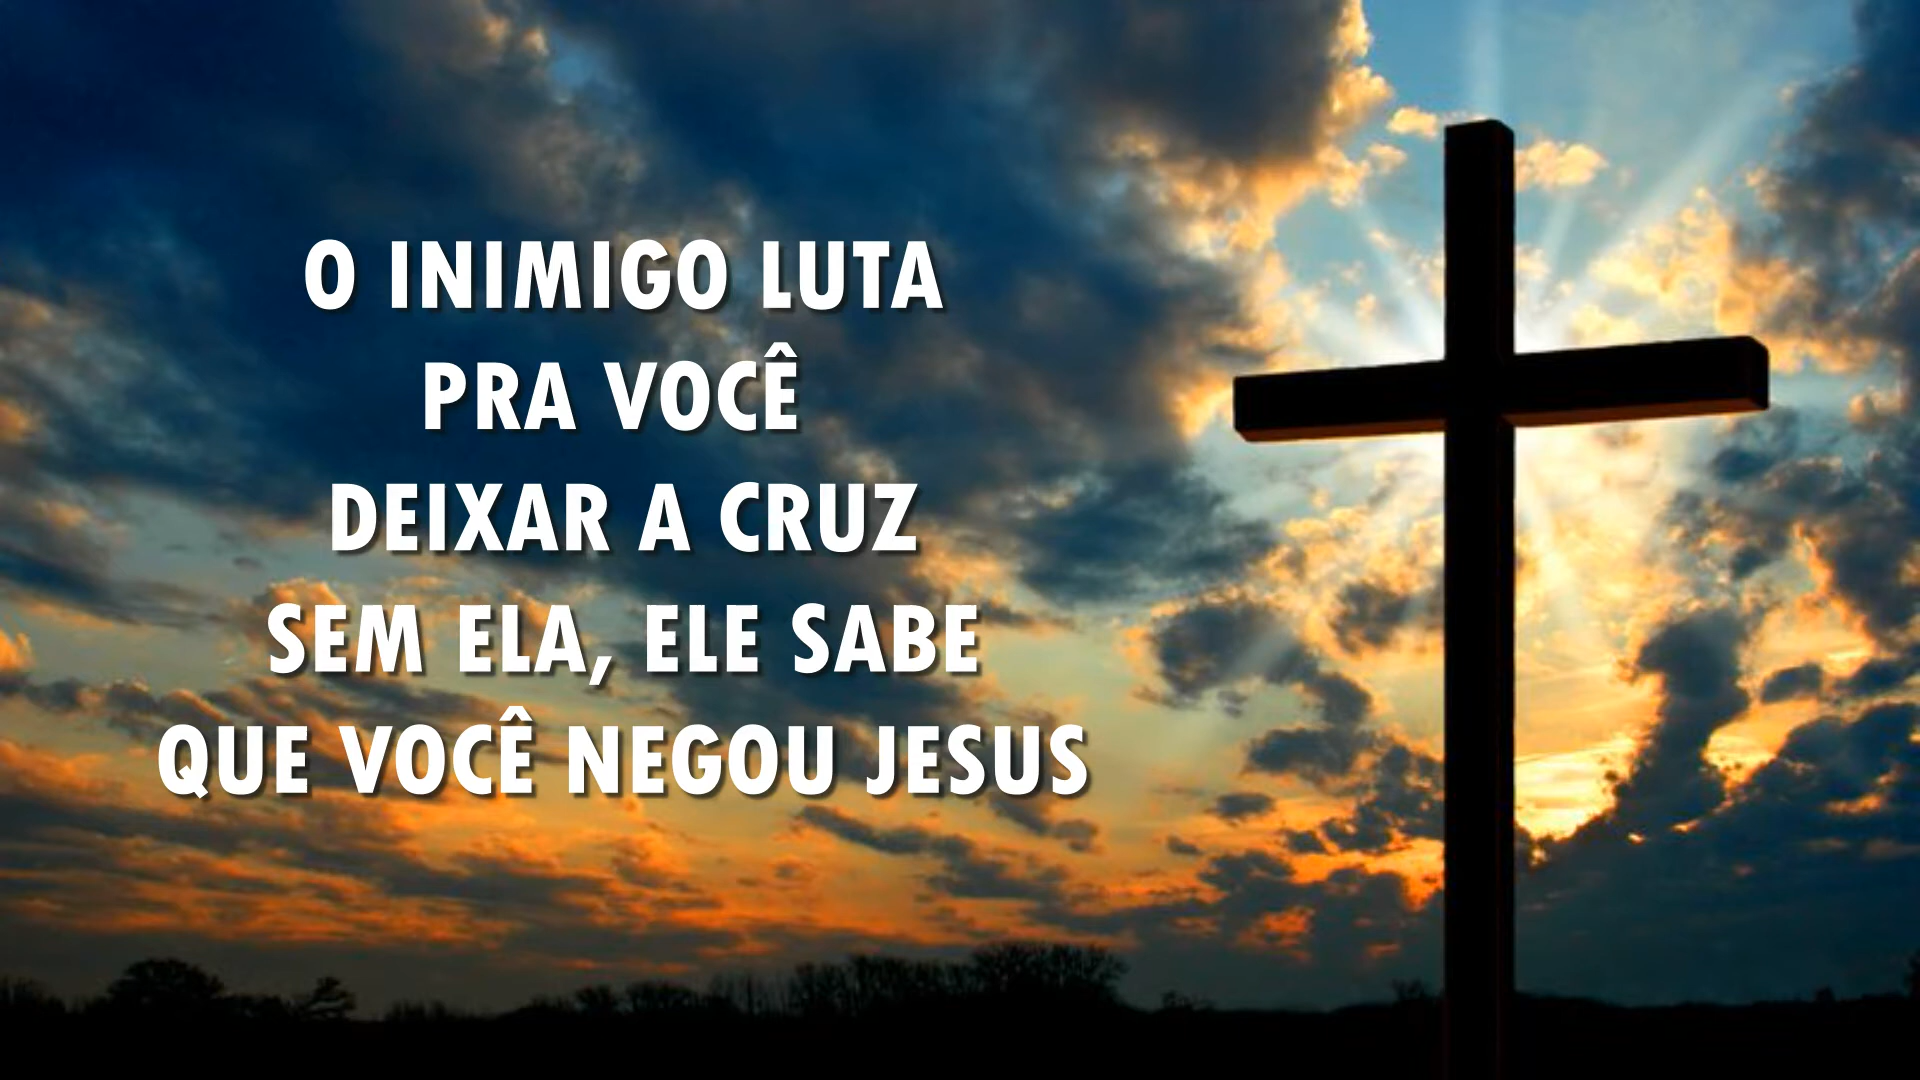 O INIMIGO LUTA
PRA VOCÊ
DEIXAR A CRUZ
SEM ELA, ELE SABE
QUE VOCÊ NEGOU JESUS